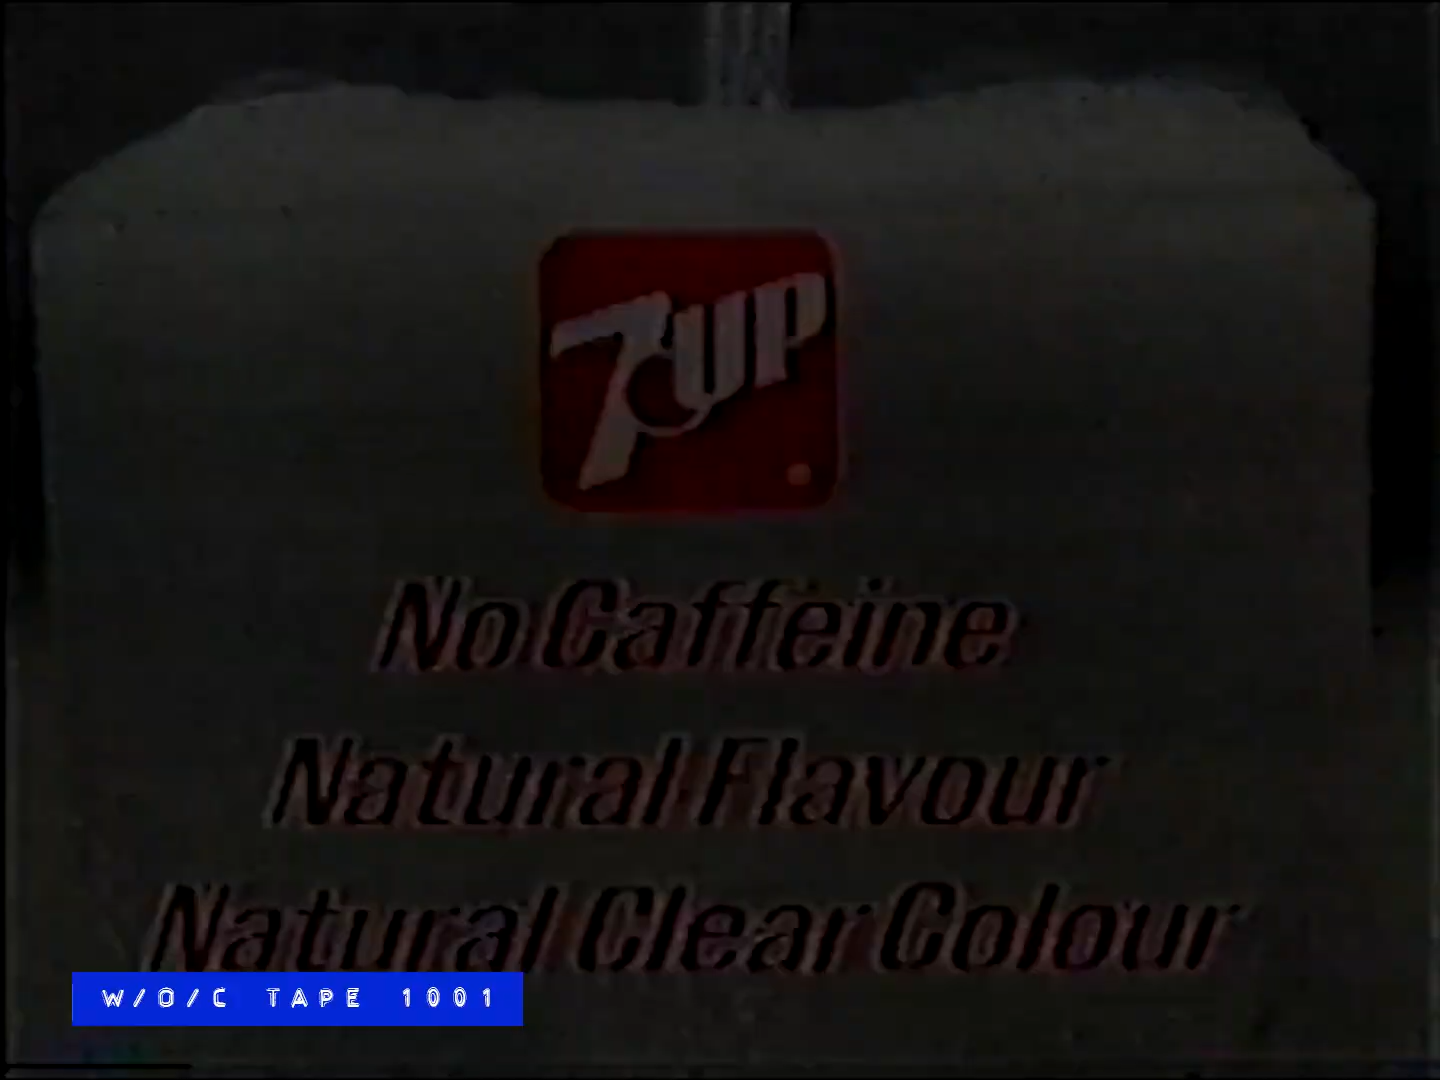 7UP
No Caffeine
Natural Flavour
Natural Clear Colour
W/O/C TAPE 1001